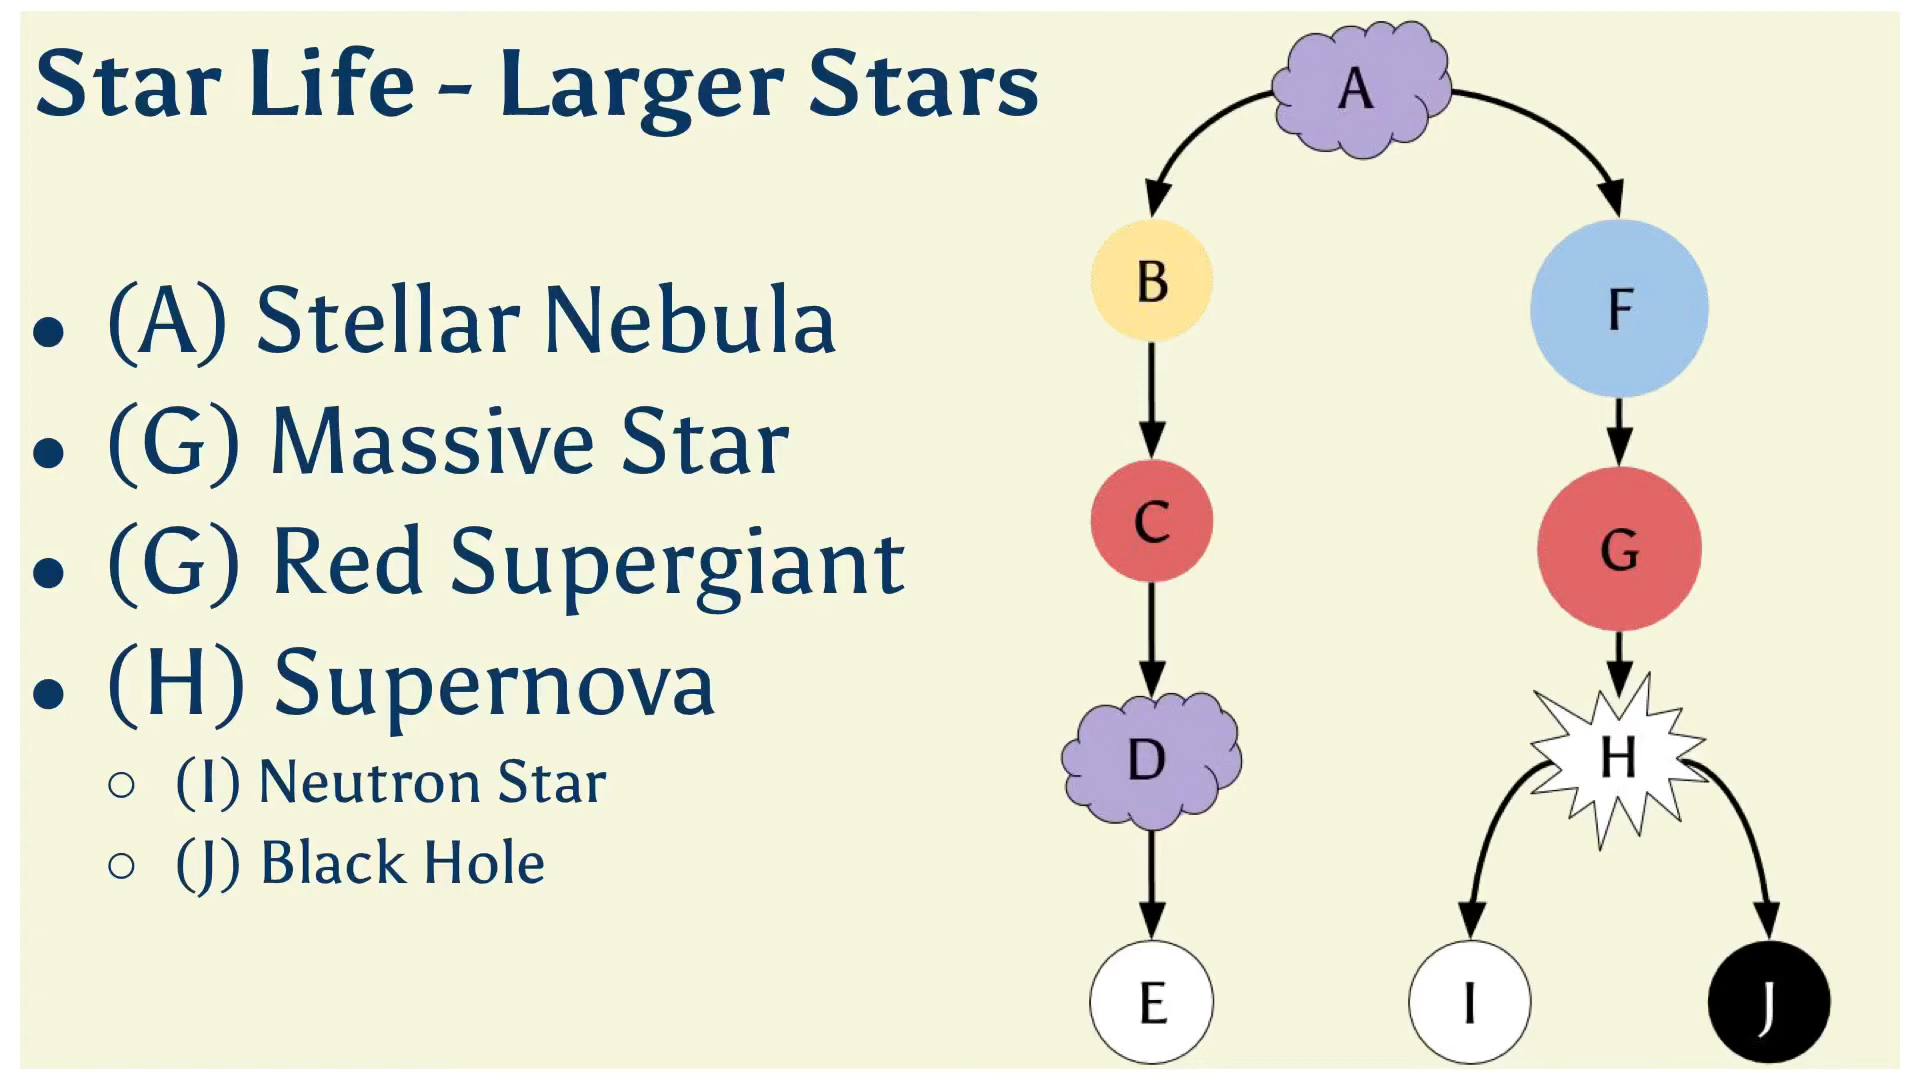 Star Life - Larger Stars
• (A) Stellar Nebula
• (G) Massive Star
• (G) Red Supergiant
• (H) Supernova
○ (I) Neutron Star
○ (J) Black Hole
A
B
F
C
G
D
H
E
I
J